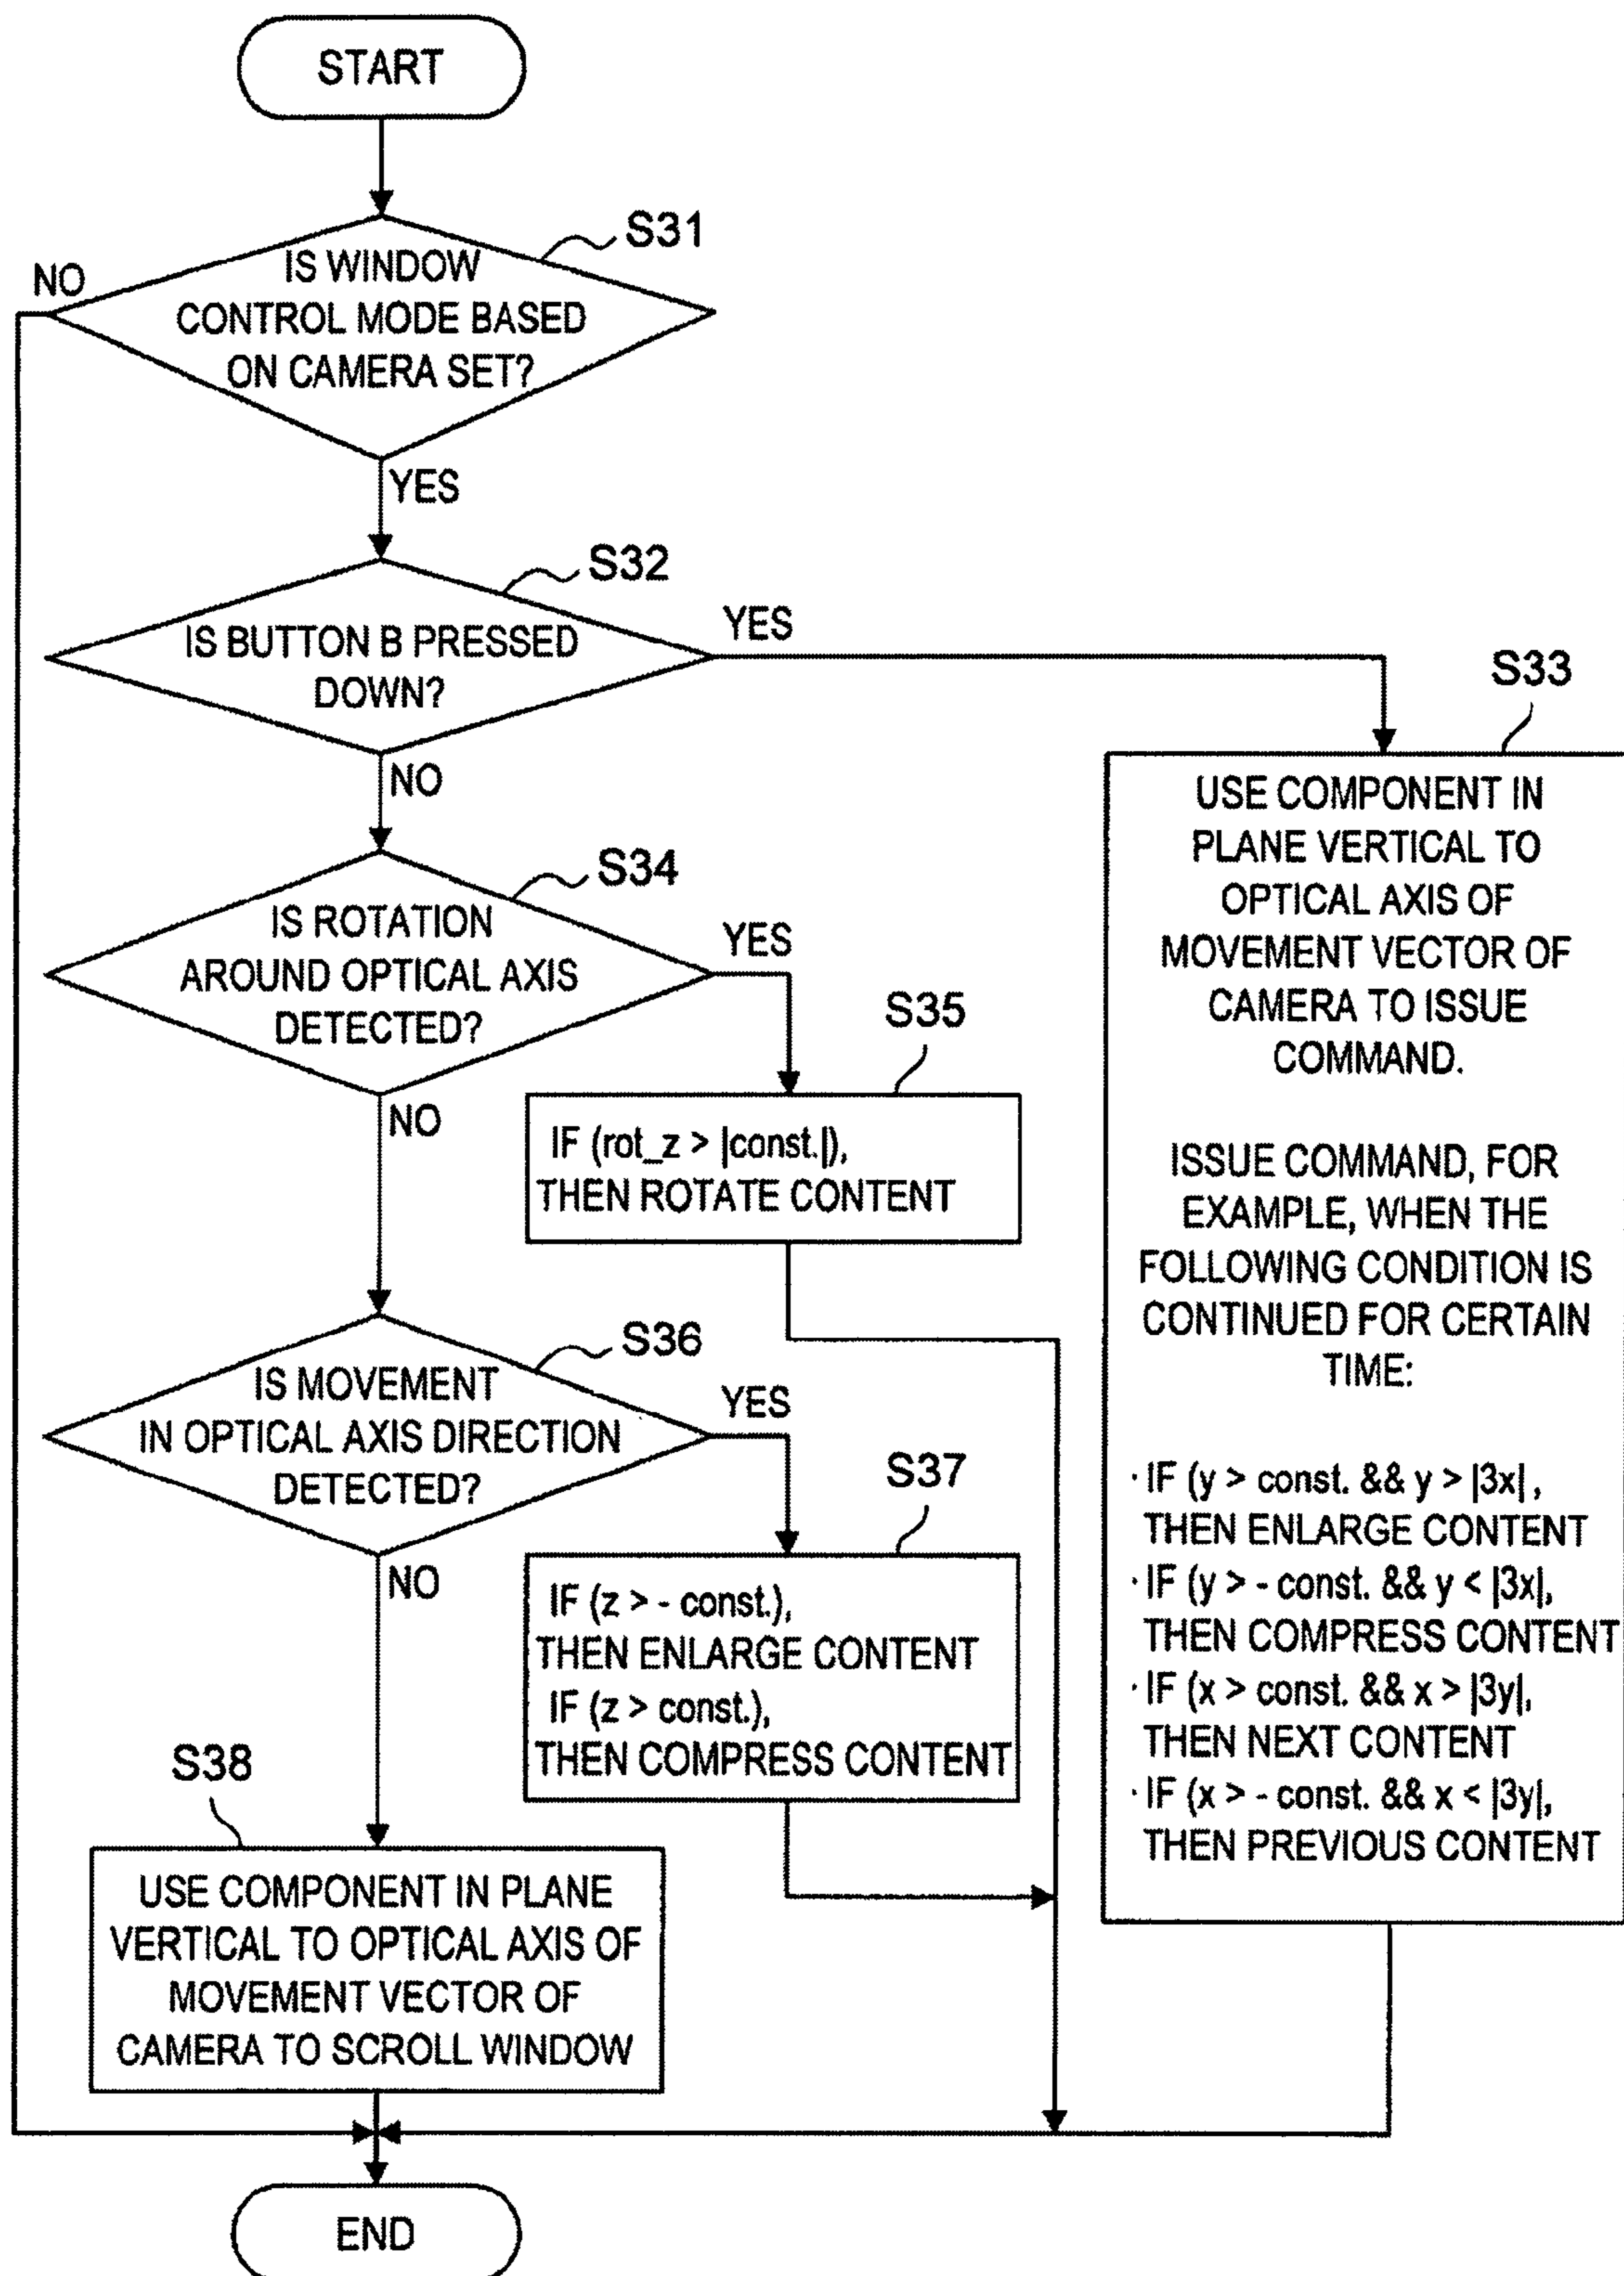 START
S31
NO
IS WINDOW
CONTROL MODE BASED
ON CAMERA SET?
YES
S32
IS BUTTON B PRESSED
DOWN?
YES
NO
S33
USE COMPONENT IN
PLANE VERTICAL TO
OPTICAL AXIS OF
MOVEMENT VECTOR OF
CAMERA TO ISSUE
COMMAND.
ISSUE COMMAND, FOR
EXAMPLE, WHEN THE
FOLLOWING CONDITION IS
CONTINUED FOR CERTAIN
TIME:
· IF (y > const. && y > |3x| ,
THEN ENLARGE CONTENT
· IF (y > - const. && y < |3x|,
THEN COMPRESS CONTENT
· IF (x > const. && x > |3y|,
THEN NEXT CONTENT
· IF (x > - const. && x < |3y|,
THEN PREVIOUS CONTENT
S34
IS ROTATION
AROUND OPTICAL AXIS
DETECTED?
YES
NO
S35
IF (rot_z > |const.|),
THEN ROTATE CONTENT
S36
IS MOVEMENT
IN OPTICAL AXIS DIRECTION
DETECTED?
YES
NO
S37
IF (z > - const.),
THEN ENLARGE CONTENT
IF (z > const.),
THEN COMPRESS CONTENT
S38
USE COMPONENT IN PLANE
VERTICAL TO OPTICAL AXIS OF
MOVEMENT VECTOR OF
CAMERA TO SCROLL WINDOW
END